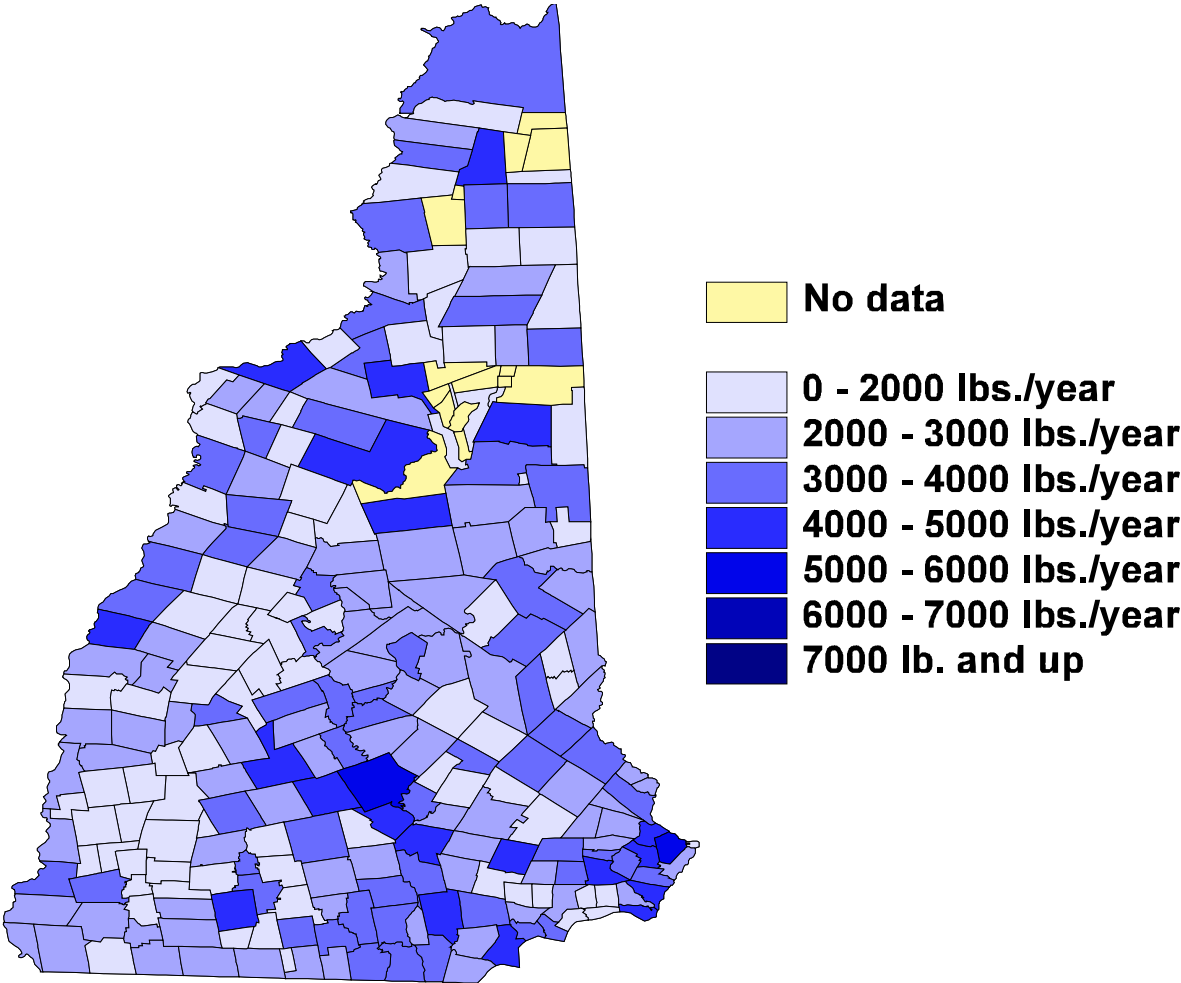 No data
0 - 2000 lbs./year
2000 - 3000 lbs./year
3000 - 4000 lbs./year
4000 - 5000 lbs./year
5000 - 6000 lbs./year
6000 - 7000 lbs./year
7000 lb. and up